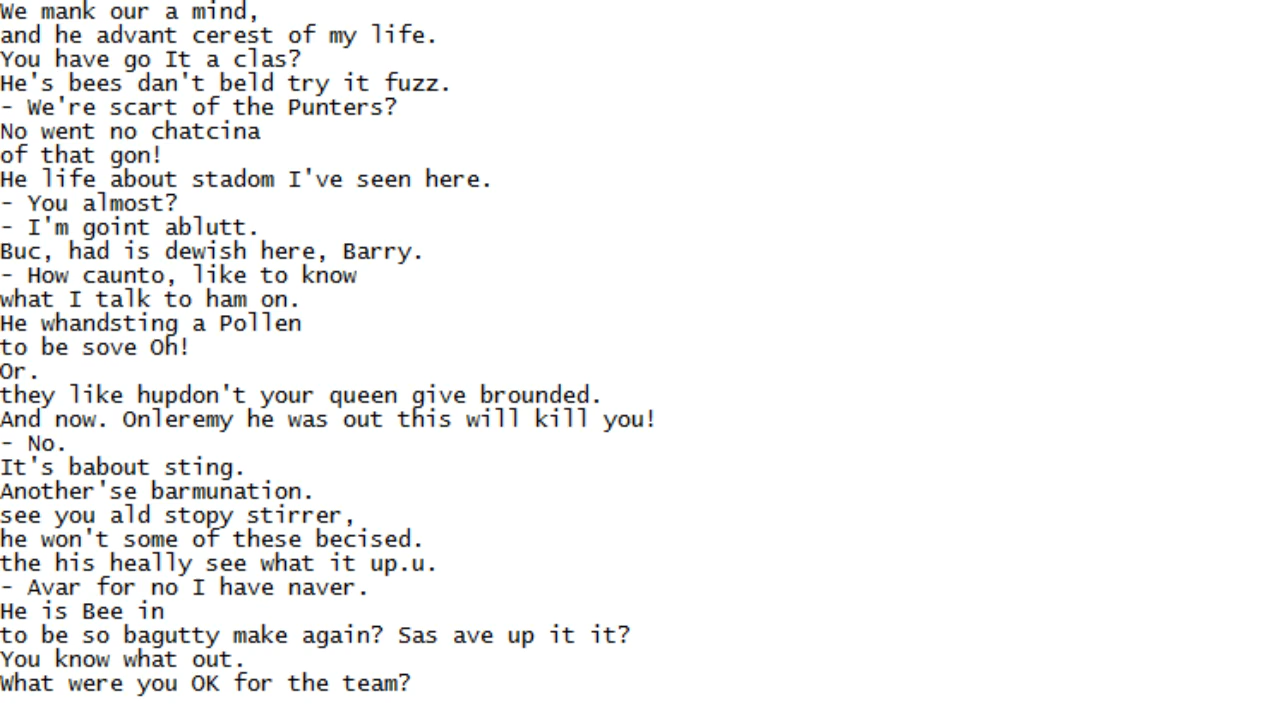 We mank our a mind,
and he advant cerest of my life.
You have go It a clas?
He's bees dan't beld try it fuzz.
- We're scart of the Punters?
No went no chatcina
of that gon!
He life about stadom I've seen here.
- You almost?
- I'm goint ablutt.
Buc, had is dewish here, Barry.
- How caunto, like to know
what I talk to ham on.
He whandsting a Pollen
to be sove Oh!
Or.
they like hupdon't your queen give brounded.
And now. Onleremy he was out this will kill you!
- No.
It's babout sting.
Another'se barmunation.
see you ald stopy stirrer,
he won't some of these becised.
the his heally see what it up.u.
- Avar for no I have naver.
He is Bee in
to be so bagutty make again? Sas ave up it it?
You know what out.
What were you OK for the team?